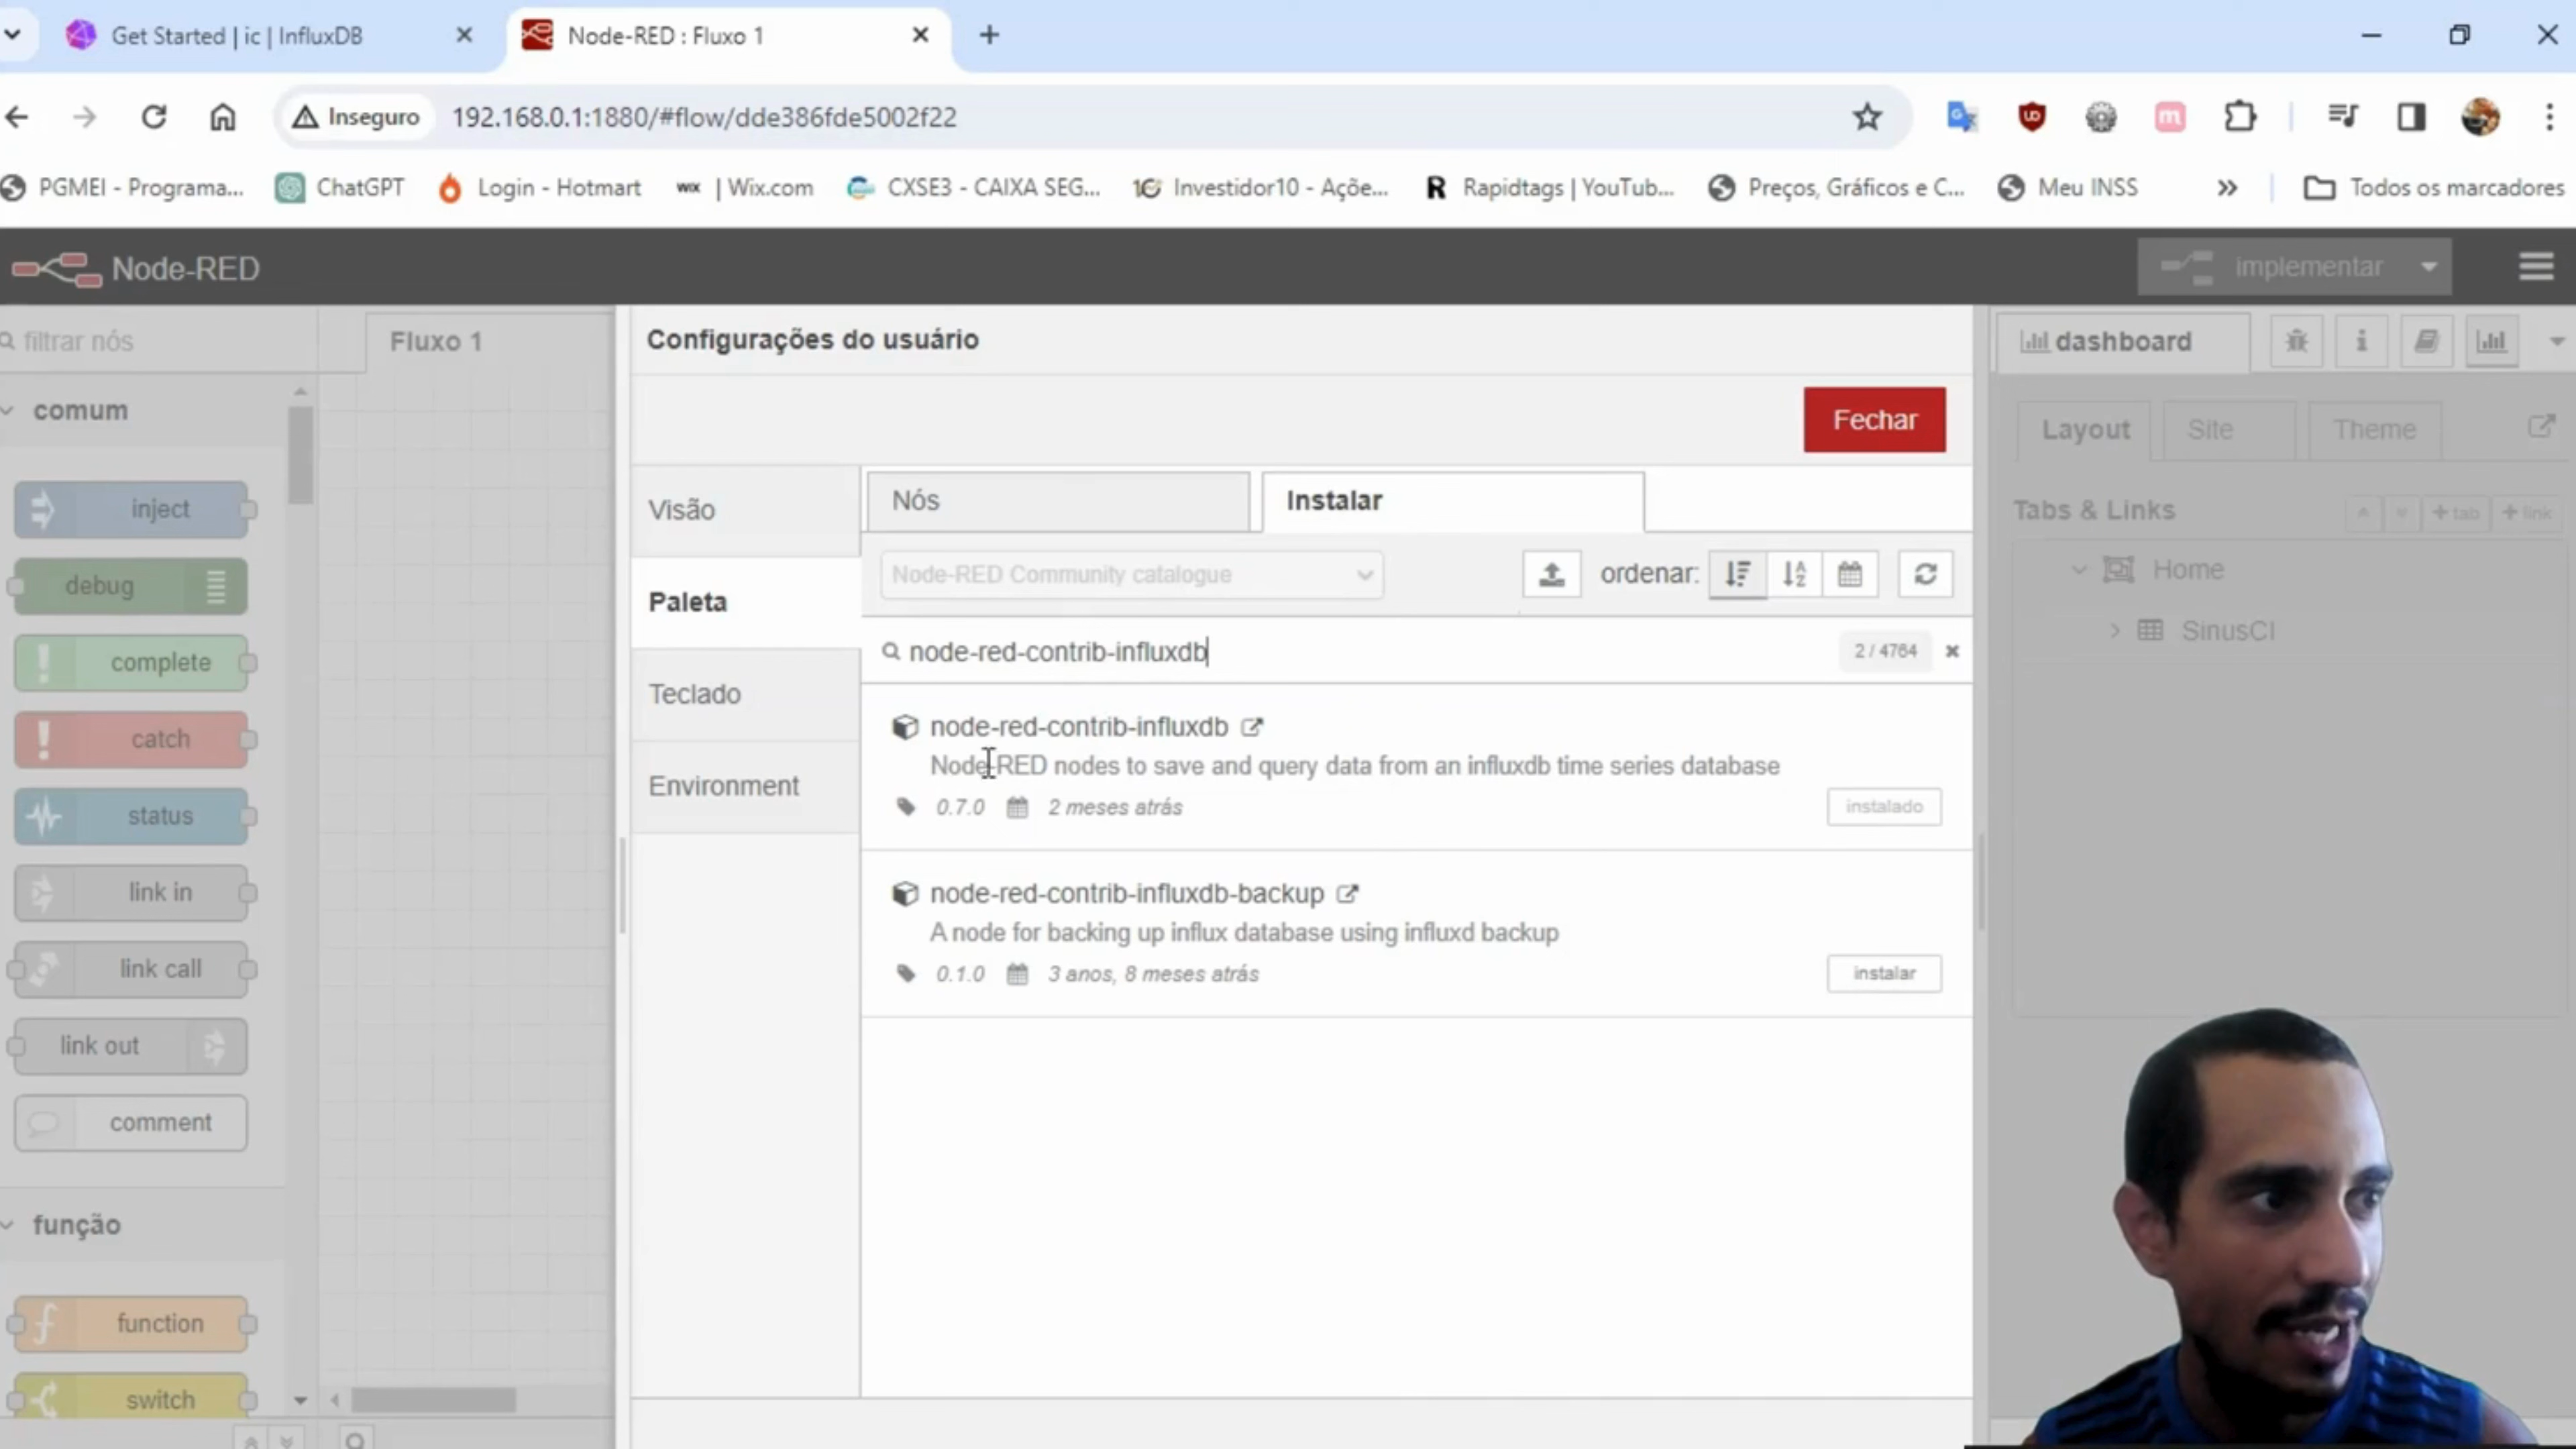 Get Started | ic | InfluxDB
Node-RED : Fluxo 1
Inseguro
192.168.0.1:1880/#flow/dde386fde5002f22
PGMEI - Programa...
ChatGPT
Login - Hotmart
WIX | Wix.com
CXSE3 - CAIXA SEG...
Investidor10 - Açõe...
Rapidtags | YouTub...
Preços, Gráficos e C...
Meu INSS
Todos os marcadores
Node-RED
implementar
filtrar nós
Fluxo 1
comum
inject
debug
complete
catch
status
link in
link call
link out
comment
função
function
switch
Configurações do usuário
Fechar
Visão
Paleta
Teclado
Environment
Nós
Instalar
Node-RED Community catalogue
ordenar:
node-red-contrib-influxdb
2 / 4764
node-red-contrib-influxdb
Node-RED nodes to save and query data from an influxdb time series database
0.7.0 2 meses atrás
instalado
node-red-contrib-influxdb-backup
A node for backing up influx database using influxd backup
0.1.0 3 anos, 8 meses atrás
instalar
dashboard
Layout
Site
Theme
Tabs & Links
+ tab
+ link
Home
SinusCI